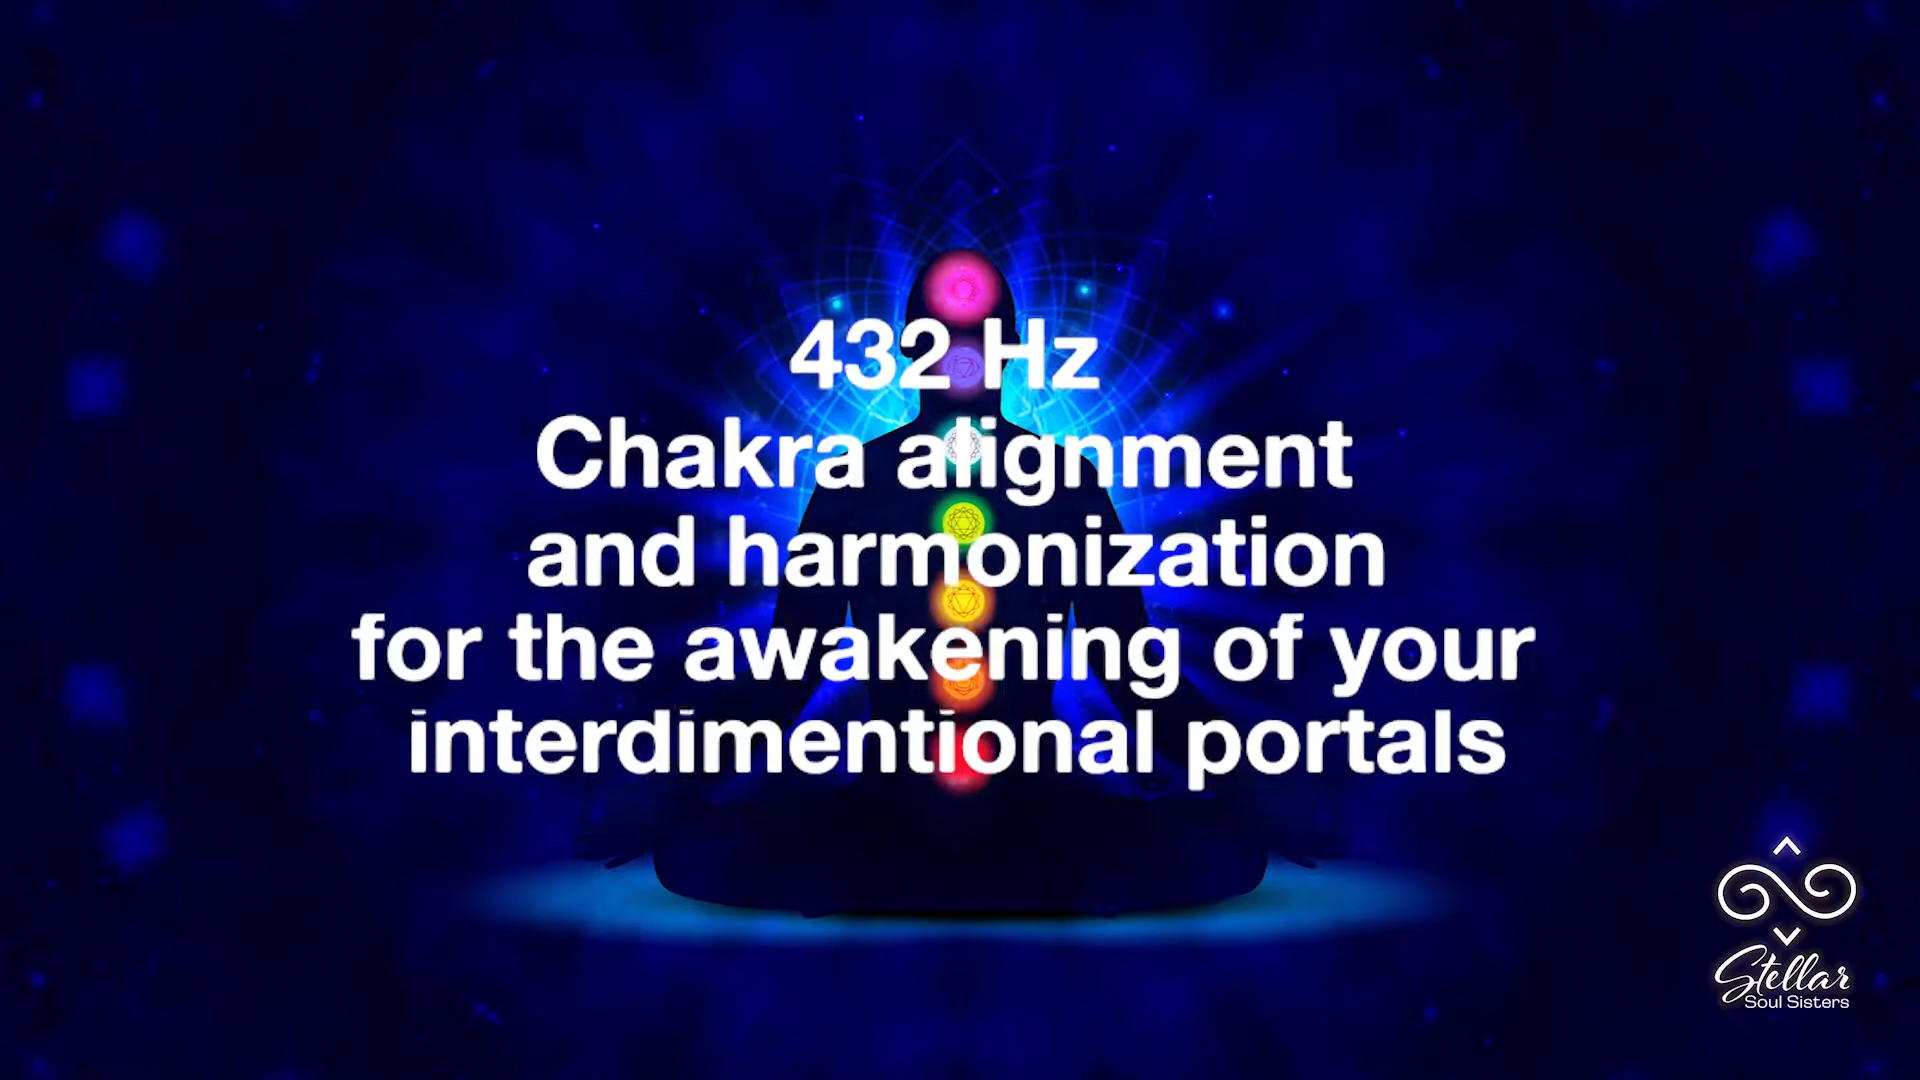 432 Hz
Chakra alignment
and harmonization
for the awakening of your
interdimentional portals
Stellar
Soul Sisters